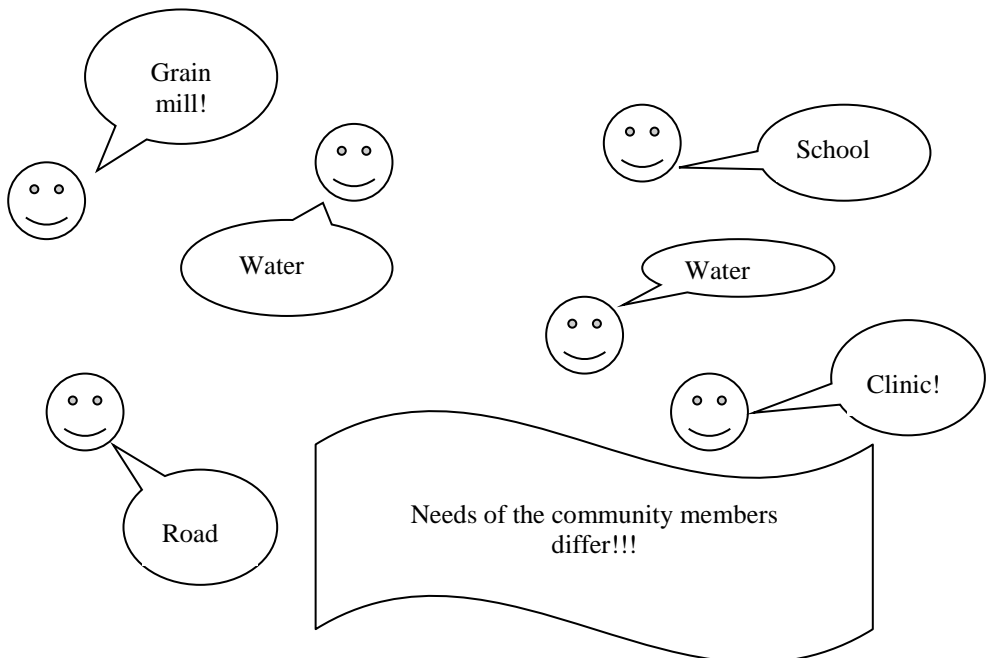 Grain
mill!
School
Water
Water
Clinic!
Road
Needs of the community members
differ!!!